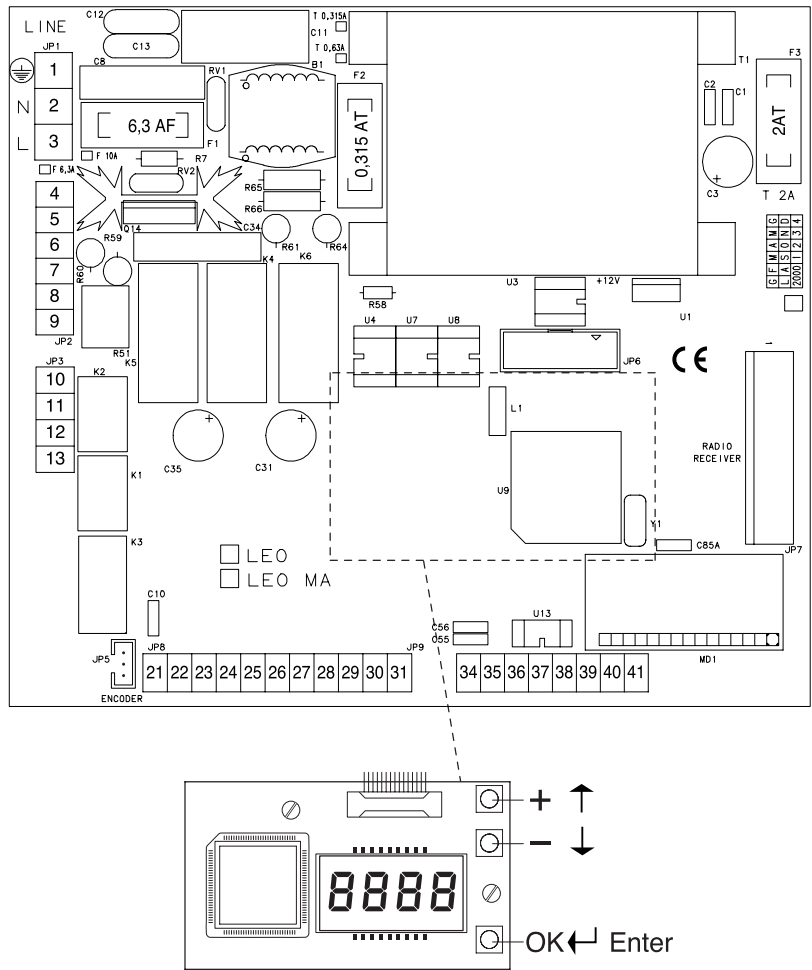 LINE
C12
T 0,315A
C11
JP1
C13
T 0,63A
F3
C8
RV1
B1
F2
T1
1
N
2
L
3
6,3 AF
F1
0,315 AT
C2
C1
2AT
F 10A
R7
F 6,3A
RV2
R65
R66
C3
T 2A
4
5
6
7
8
9
Q14
C34
R59
R60
R61
R64
K4
K6
JP2
R51
K5
R58
U3
+12V
U1
G F M A M G
L A S O N D
2000 1 2 3 4
U4
U7
U8
JP6
CE
1
JP3
10
11
12
13
K2
K1
K3
C35
C31
L1
U9
Y1
RADIO
RECEIVER
JP7
C85A
LEO
LEO MA
C10
C56
C55
U13
MD1
JP5
JP8
JP9
ENCODER
21 22 23 24 25 26 27 28 29 30 31
34 35 36 37 38 39 40 41
+ ↑
− ↓
8888
OK ↵ Enter